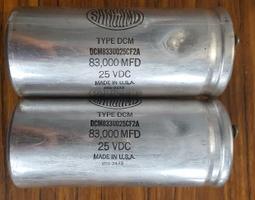 SANGAMO
TYPE DCM
DCM833U025CF2A
83,000 MFD
25 VDC
MADE IN U.S.A.
TYPE DCM
DCM833U025CF2A
83,000 MFD
25 VDC
MADE IN U.S.A.